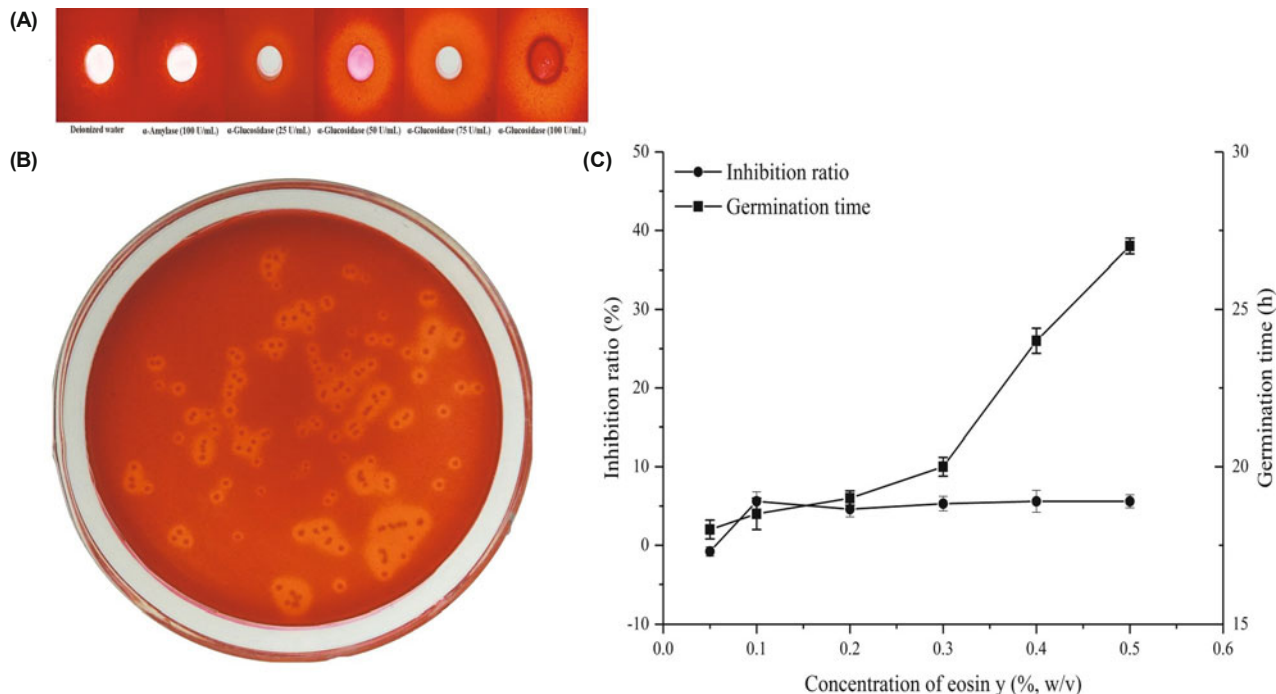 (A)
Deionized water α-Amylase (100 U/mL) α-Glucosidase (25 U/mL) α-Glucosidase (50 U/mL) α-Glucosidase (75 U/mL) α-Glucosidase (100 U/mL)
(B)
(C)
Inhibition ratio
Germination time
Inhibition ratio (%)
50
40
30
20
10
0
-10
Germination time (h)
30
25
20
15
0.0 0.1 0.2 0.3 0.4 0.5 0.6
Concentration of eosin y (%, w/v)